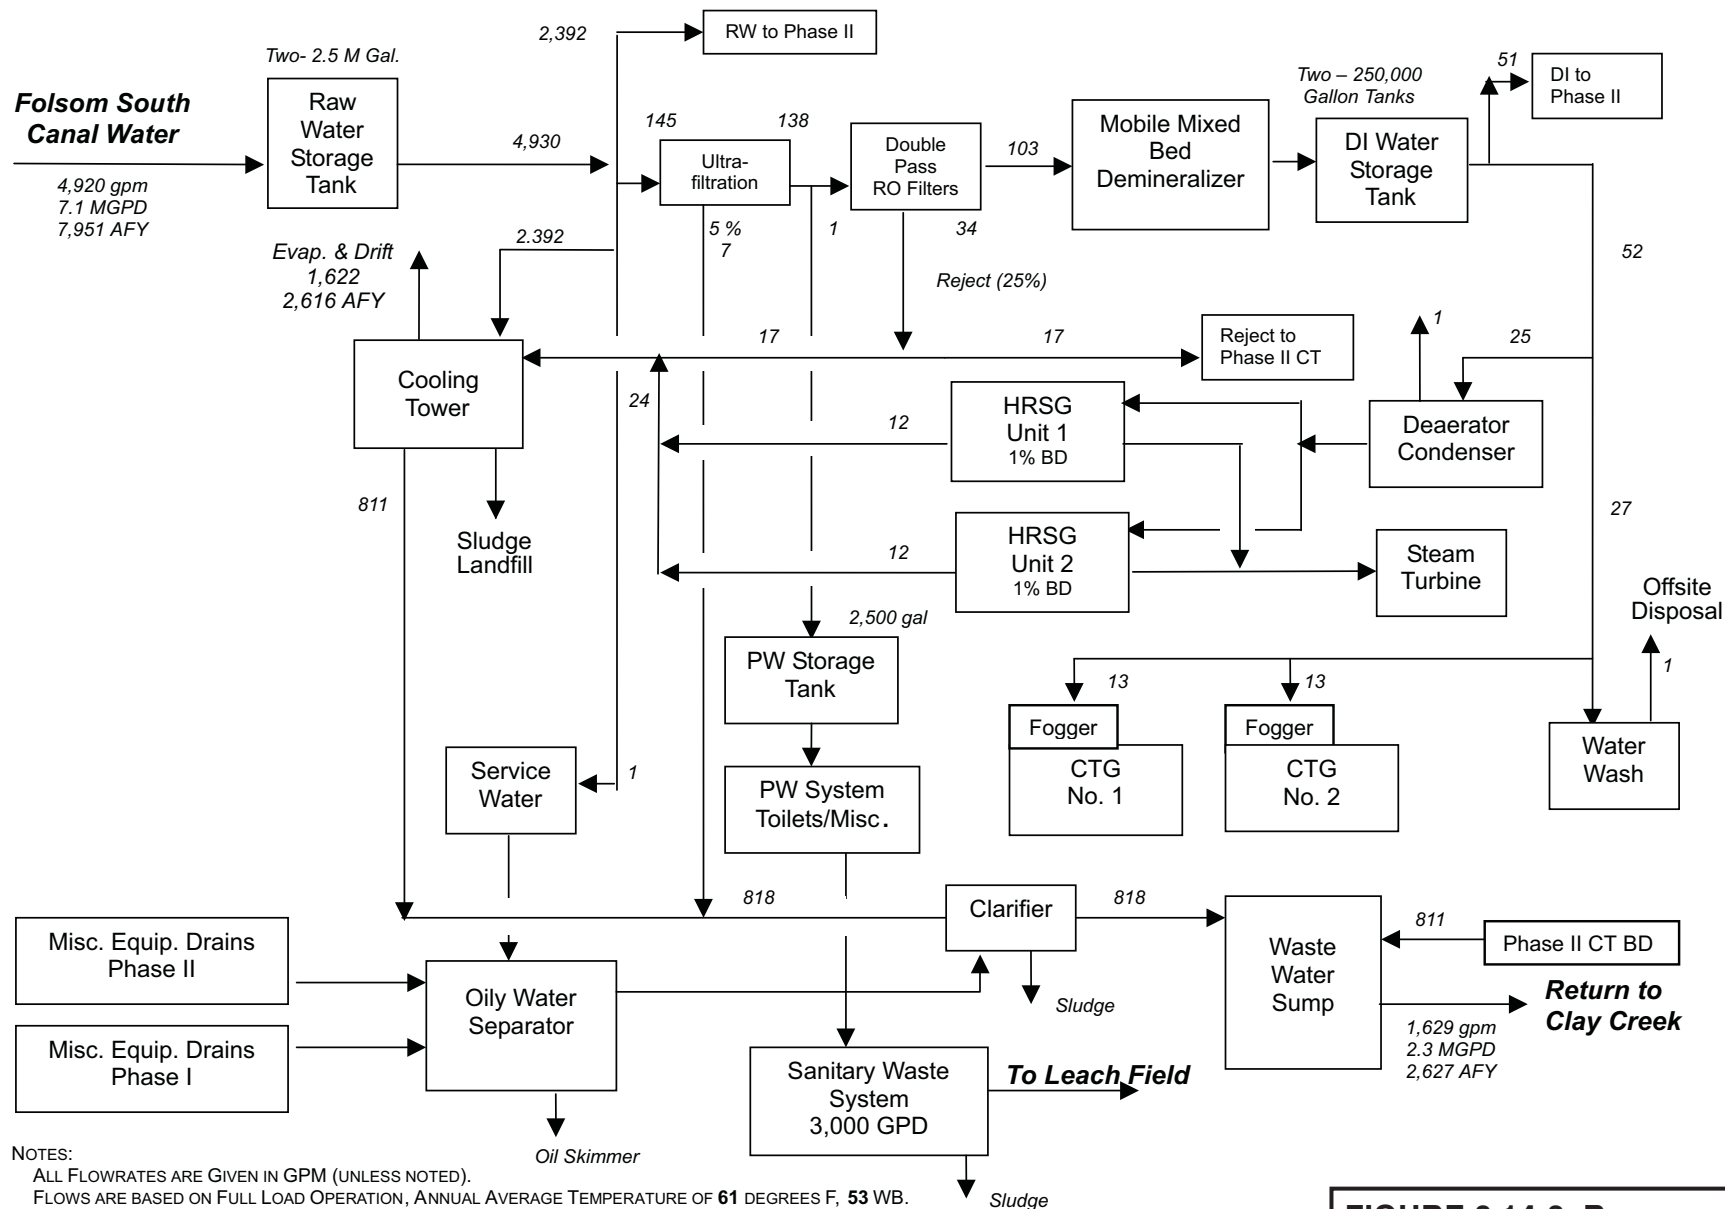 2,392
RW to Phase II
Two- 2.5 M Gal.
Folsom South
Canal Water
Raw
Water
Storage
Tank
4,930
4,920 gpm
7.1 MGPD
7,951 AFY
145
138
Ultra-
filtration
5 %
7
1
Double
Pass
RO Filters
34
103
Mobile Mixed
Bed
Demineralizer
Two – 250,000
Gallon Tanks
DI Water
Storage
Tank
51
DI to
Phase II
52
2.392
Evap. & Drift
1,622
2,616 AFY
Reject (25%)
Cooling
Tower
17
17
Reject to
Phase II CT
1
25
24
12
HRSG
Unit 1
1% BD
Deaerator
Condenser
811
Sludge
Landfill
12
HRSG
Unit 2
1% BD
Steam
Turbine
27
Offsite
Disposal
1
2,500 gal
PW Storage
Tank
13
13
Fogger
CTG
No. 1
Fogger
CTG
No. 2
Water
Wash
Service
Water
1
PW System
Toilets/Misc.
818
Clarifier
818
Waste
Water
Sump
811
Phase II CT BD
Misc. Equip. Drains
Phase II
Oily Water
Separator
Sludge
Return to
Clay Creek
1,629 gpm
2.3 MGPD
2,627 AFY
Misc. Equip. Drains
Phase I
Sanitary Waste
System
3,000 GPD
To Leach Field
Oil Skimmer
Sludge
NOTES:
ALL FLOWRATES ARE GIVEN IN GPM (UNLESS NOTED).
FLOWS ARE BASED ON FULL LOAD OPERATION, ANNUAL AVERAGE TEMPERATURE OF 61 DEGREES F, 53 WB.